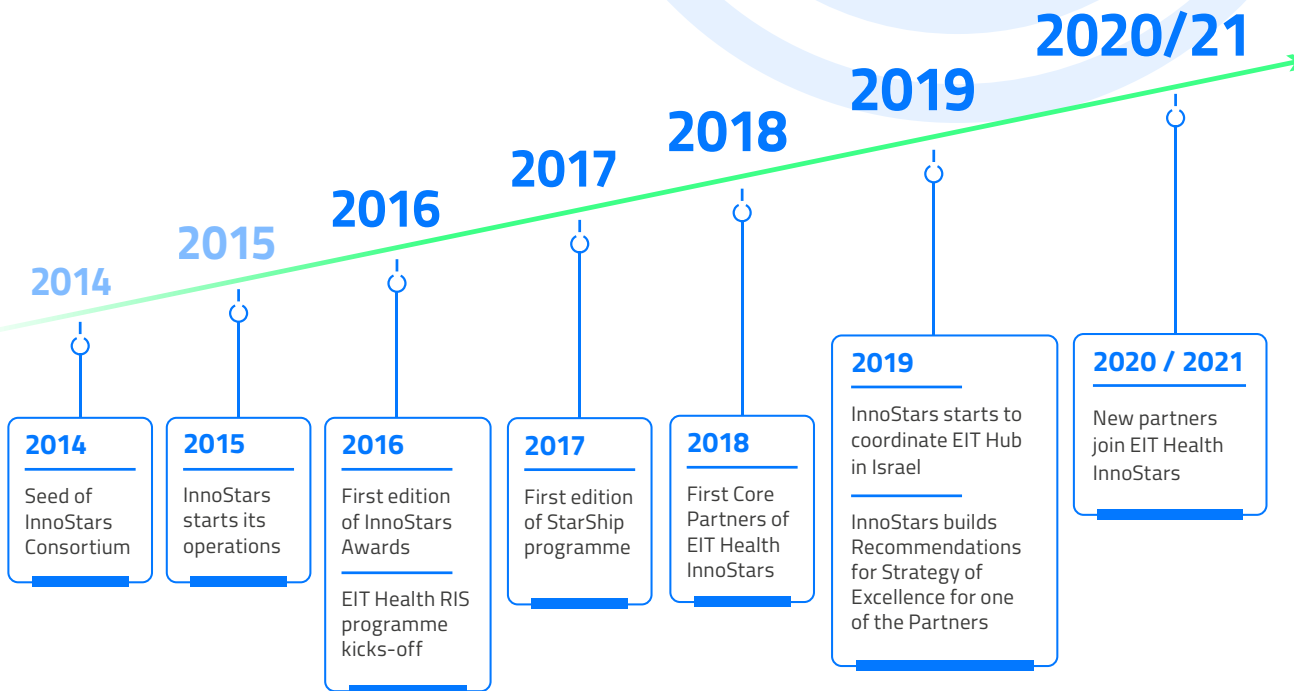 2014
2015
2016
2017
2018
2019
2020/21
2014
Seed of
InnoStars
Consortium
2015
InnoStars
starts its
operations
2016
First edition
of InnoStars
Awards
EIT Health RIS
programme
kicks-off
2017
First edition
of StarShip
programme
2018
First Core
Partners of
EIT Health
InnoStars
2019
InnoStars starts to
coordinate EIT Hub
in Israel
InnoStars builds
Recommendations
for Strategy of
Excellence for one
of the Partners
2020 / 2021
New partners
join EIT Health
InnoStars